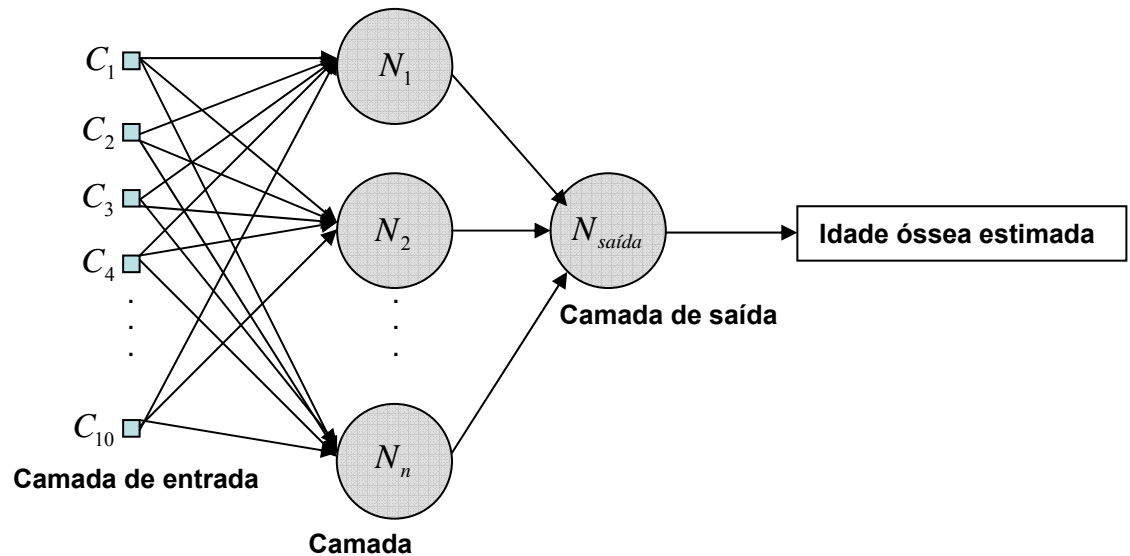 C1
C2
C3
C4
.
.
.
C10
Camada de entrada
N1
N2
.
.
.
Nn
Camada
Nsaída
Camada de saída
Idade óssea estimada